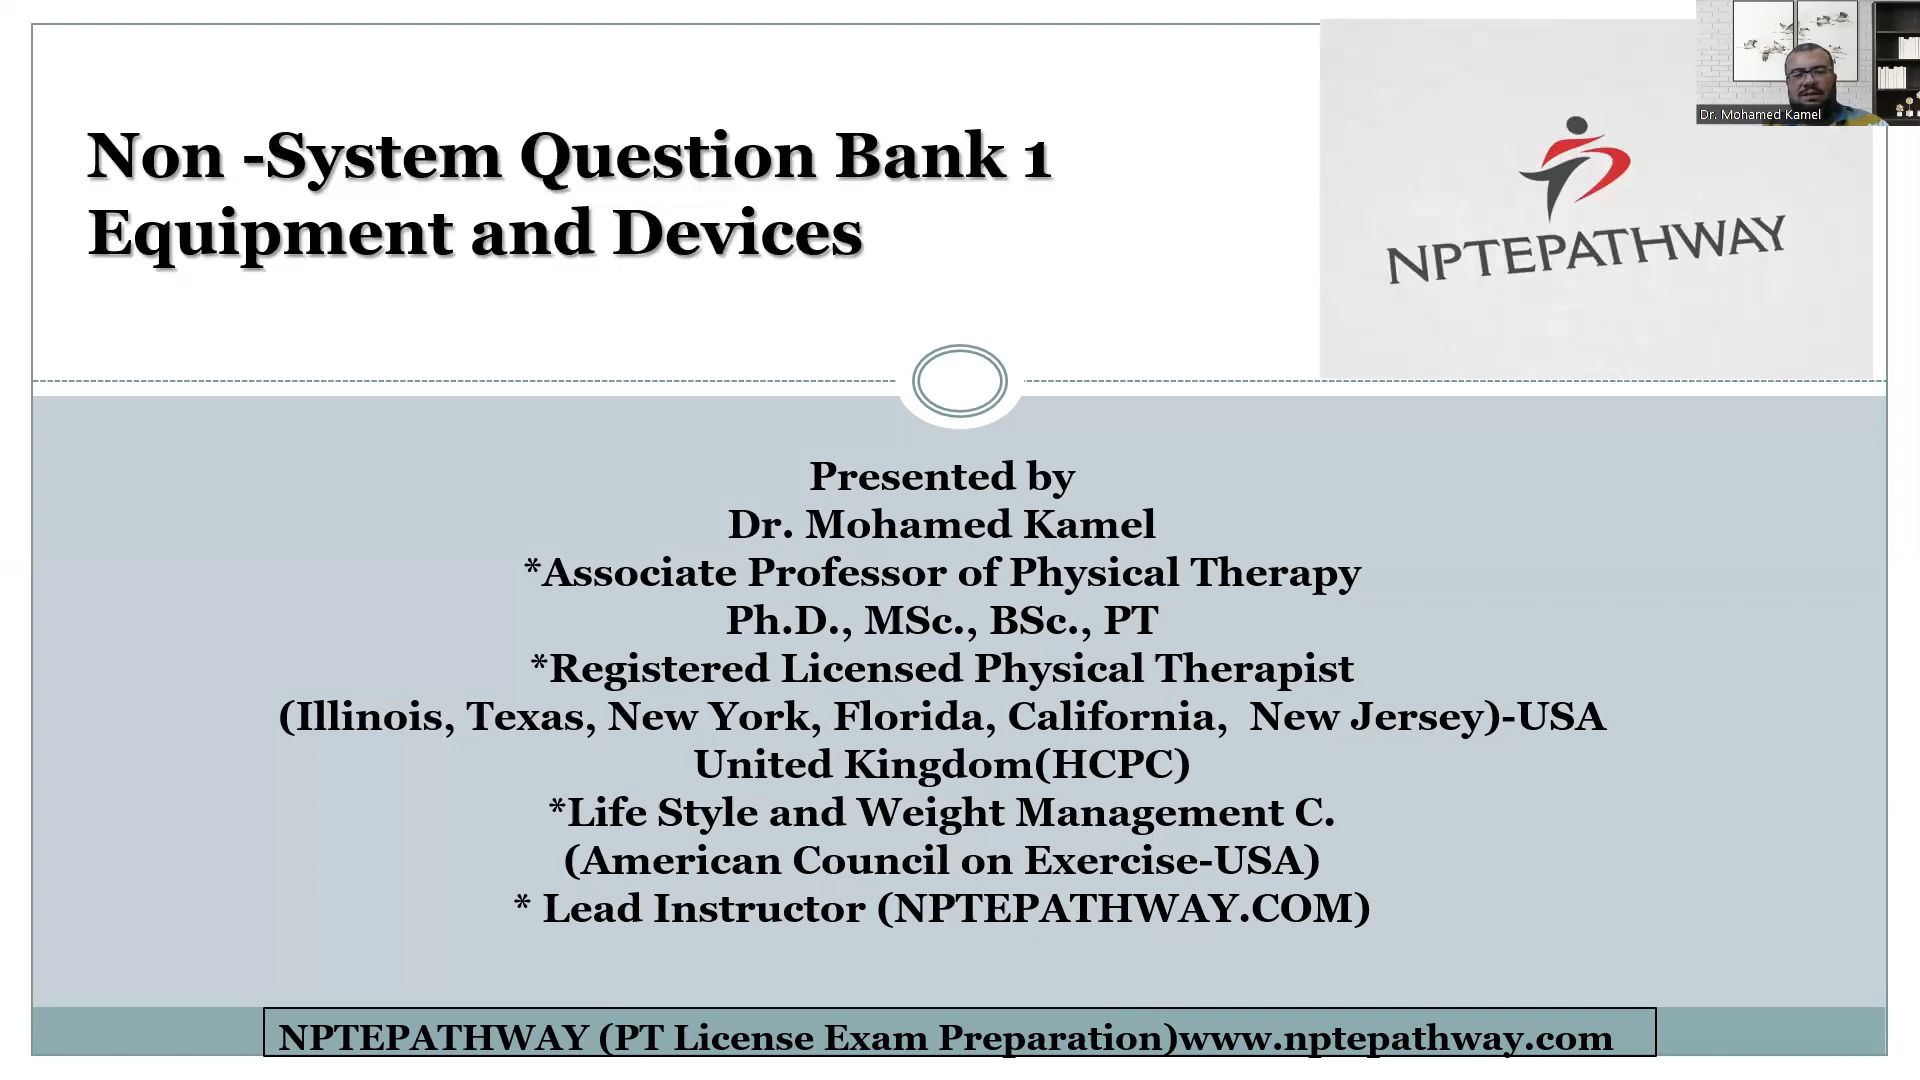 Non -System Question Bank 1
Equipment and Devices
NPTEPATHWAY
Dr. Mohamed Kamel
Presented by
Dr. Mohamed Kamel
*Associate Professor of Physical Therapy
Ph.D., MSc., BSc., PT
*Registered Licensed Physical Therapist
(Illinois, Texas, New York, Florida, California,  New Jersey)-USA
United Kingdom(HCPC)
*Life Style and Weight Management C.
(American Council on Exercise-USA)
* Lead Instructor (NPTEPATHWAY.COM)
NPTEPATHWAY (PT License Exam Preparation)www.nptepathway.com